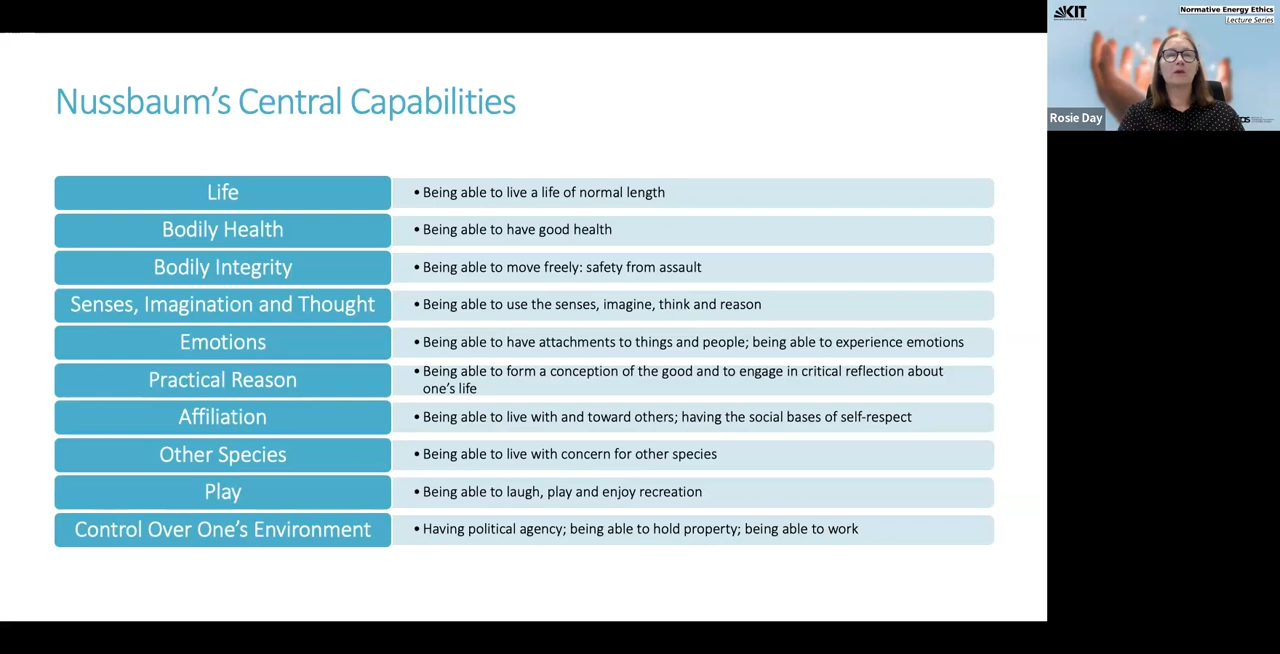 KIT
Normative Energy Ethics
Lecture Series
Rosie Day
Nussbaum's Central Capabilities
Life
• Being able to live a life of normal length
Bodily Health
• Being able to have good health
Bodily Integrity
• Being able to move freely: safety from assault
Senses, Imagination and Thought
• Being able to use the senses, imagine, think and reason
Emotions
• Being able to have attachments to things and people; being able to experience emotions
Practical Reason
• Being able to form a conception of the good and to engage in critical reflection about
one's life
Affiliation
• Being able to live with and toward others; having the social bases of self-respect
Other Species
• Being able to live with concern for other species
Play
• Being able to laugh, play and enjoy recreation
Control Over One's Environment
• Having political agency; being able to hold property; being able to work